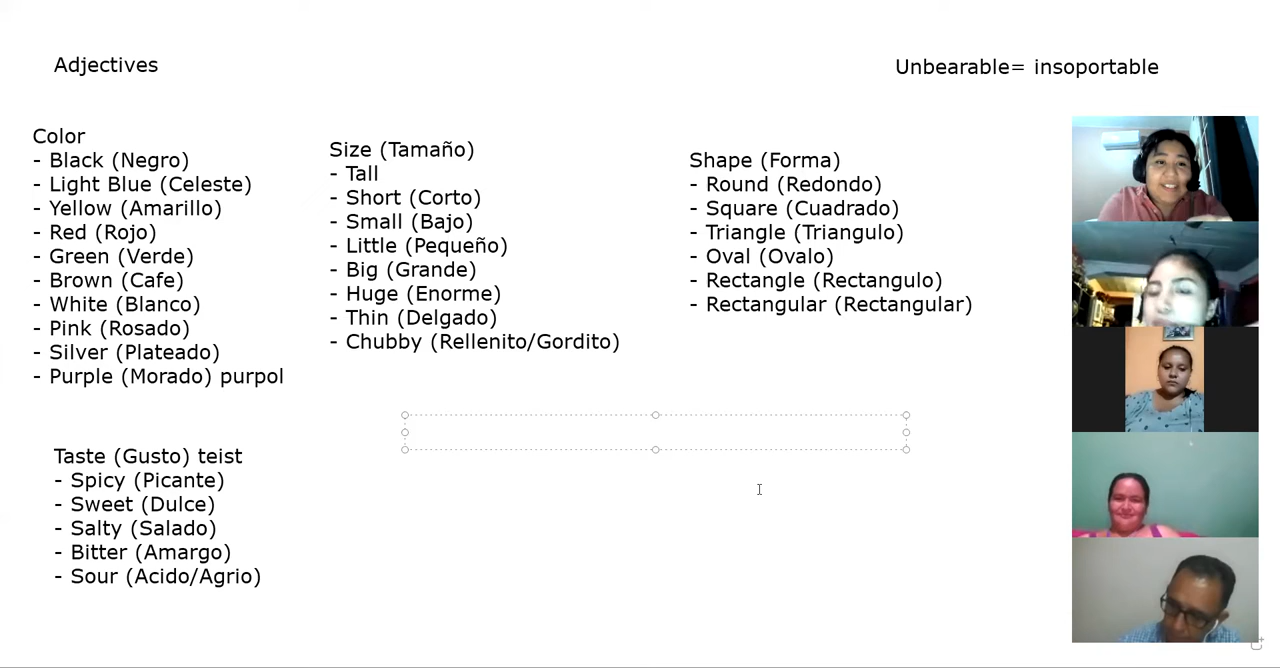 Adjectives
Unbearable= insoportable
Color
- Black (Negro)
- Light Blue (Celeste)
- Yellow (Amarillo)
- Red (Rojo)
- Green (Verde)
- Brown (Cafe)
- White (Blanco)
- Pink (Rosado)
- Silver (Plateado)
- Purple (Morado) purpol
Size (Tamaño)
- Tall
- Short (Corto)
- Small (Bajo)
- Little (Pequeño)
- Big (Grande)
- Huge (Enorme)
- Thin (Delgado)
- Chubby (Rellenito/Gordito)
Shape (Forma)
- Round (Redondo)
- Square (Cuadrado)
- Triangle (Triangulo)
- Oval (Ovalo)
- Rectangle (Rectangulo)
- Rectangular (Rectangular)
Taste (Gusto) teist
- Spicy (Picante)
- Sweet (Dulce)
- Salty (Salado)
- Bitter (Amargo)
- Sour (Acido/Agrio)